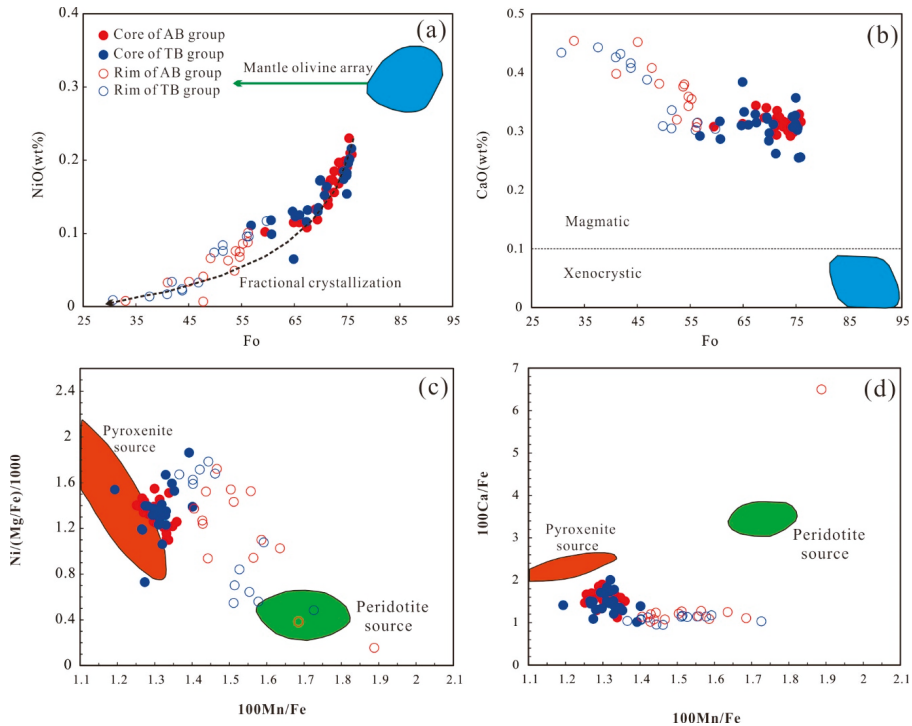 (a)
Core of AB group
Core of TB group
Rim of AB group
Rim of TB group
Mantle olivine array
Fractional crystallization
NiO(wt%)
0.4
0.3
0.2
0.1
0
25 35 45 55 65 75 85 95
Fo
(b)
CaO(wt%)
0.5
0.4
0.3
0.2
0.1
0
Magmatic
Xenocrystic
25 35 45 55 65 75 85 95
Fo
(c)
Ni/(Mg/Fe)/1000
2.4
2
1.6
1.2
0.8
0.4
0
Pyroxenite
source
Peridotite
source
1.1 1.2 1.3 1.4 1.5 1.6 1.7 1.8 1.9 2 2.1
100Mn/Fe
(d)
100Ca/Fe
7
6
5
4
3
2
1
0
Pyroxenite
source
Peridotite
source
1.1 1.2 1.3 1.4 1.5 1.6 1.7 1.8 1.9 2 2.1
100Mn/Fe